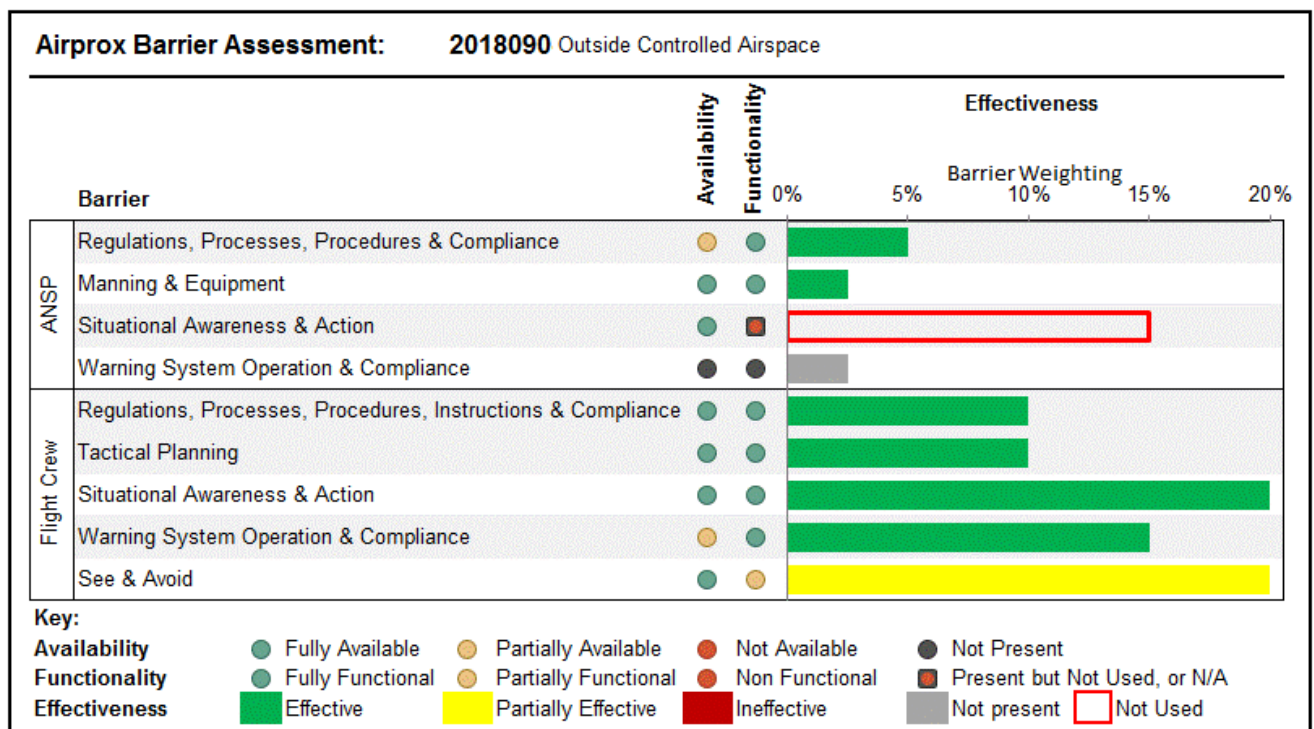 Airprox Barrier Assessment: 2018090 Outside Controlled Airspace
Availability
Functionality
Effectiveness
Barrier Weighting
Barrier
0% 5% 10% 15% 20%
ANSP
Regulations, Processes, Procedures & Compliance
Manning & Equipment
Situational Awareness & Action
Warning System Operation & Compliance
Flight Crew
Regulations, Processes, Procedures, Instructions & Compliance
Tactical Planning
Situational Awareness & Action
Warning System Operation & Compliance
See & Avoid
Key:
Availability Fully Available Partially Available Not Available Not Present
Functionality Fully Functional Partially Functional Non Functional Present but Not Used, or N/A
Effectiveness Effective Partially Effective Ineffective Not present Not Used